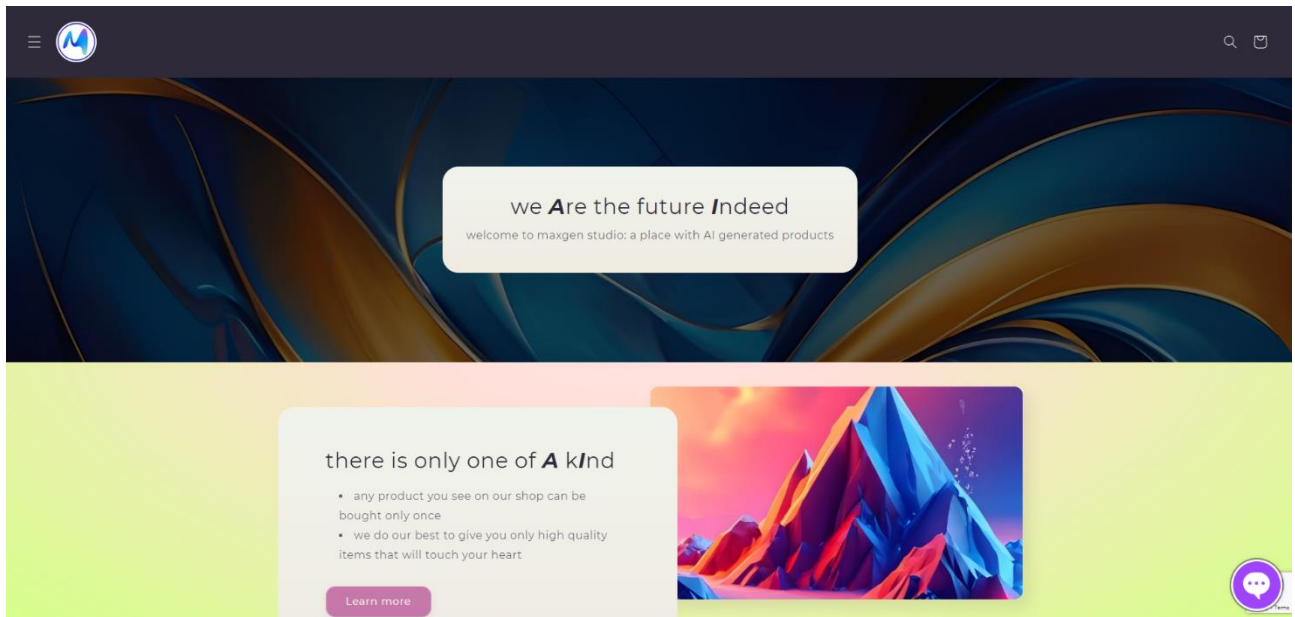 we Are the future Indeed
welcome to maxgen studio: a place with AI generated products
there is only one of A kInd
• any product you see on our shop can be
bought only once
• we do our best to give you only high quality
items that will touch your heart
Learn more
Terms